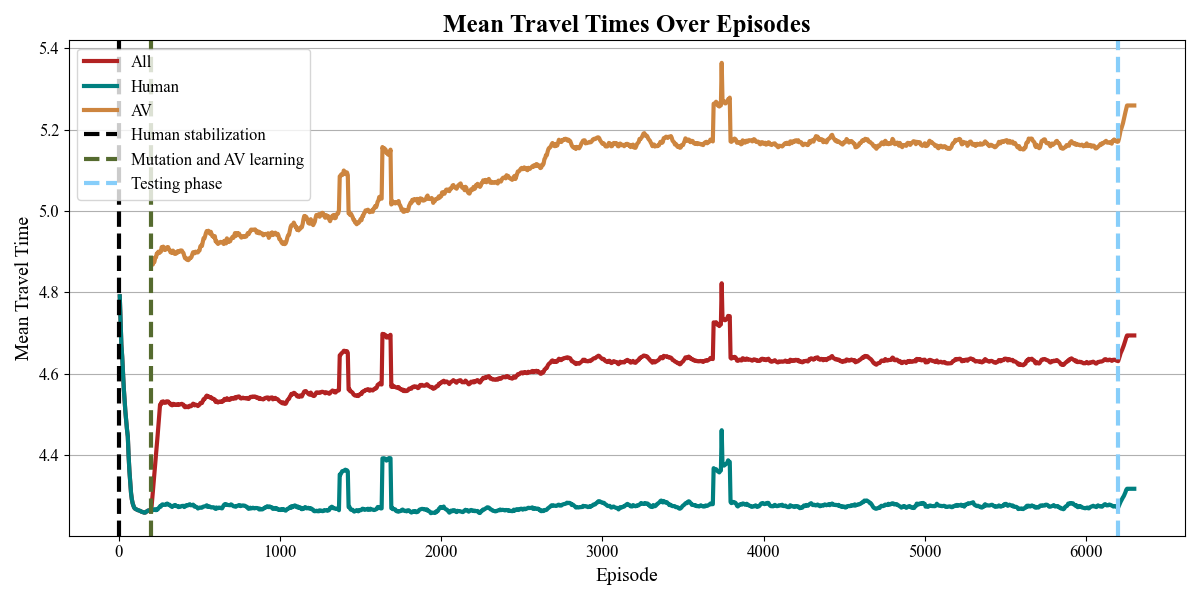 Mean Travel Times Over Episodes
Mean Travel Time
5.4
5.2
5.0
4.8
4.6
4.4
All
Human
AV
Human stabilization
Mutation and AV learning
Testing phase
0 1000 2000 3000 4000 5000 6000
Episode